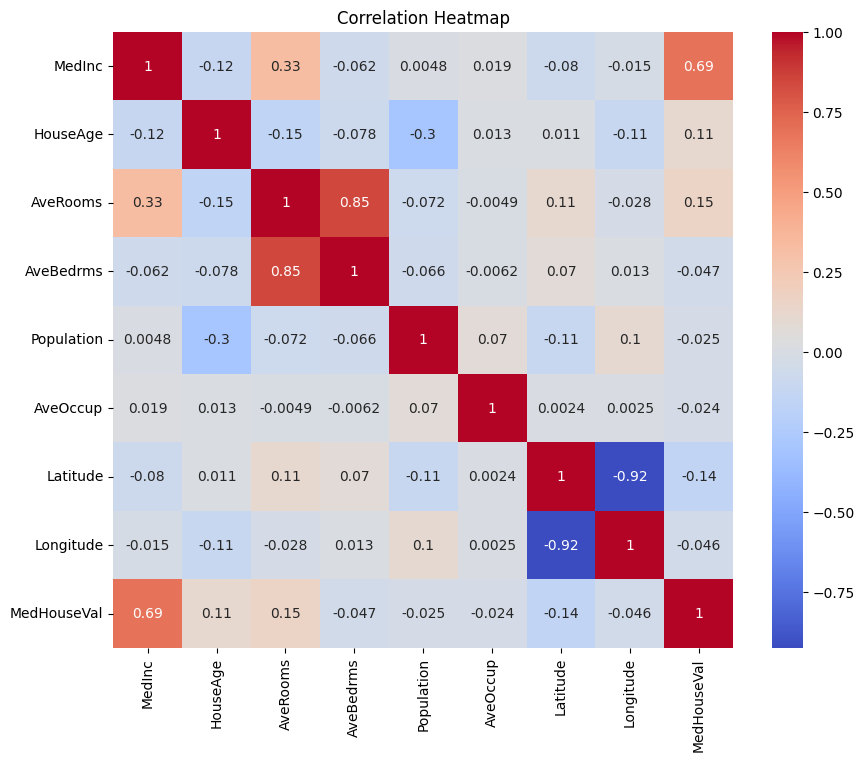 Correlation Heatmap
MedInc 1 -0.12 0.33 -0.062 0.0048 0.019 -0.08 -0.015 0.69
HouseAge -0.12 1 -0.15 -0.078 -0.3 0.013 0.011 -0.11 0.11
AveRooms 0.33 -0.15 1 0.85 -0.072 -0.0049 0.11 -0.028 0.15
AveBedrms -0.062 -0.078 0.85 1 -0.066 -0.0062 0.07 0.013 -0.047
Population 0.0048 -0.3 -0.072 -0.066 1 0.07 -0.11 0.1 -0.025
AveOccup 0.019 0.013 -0.0049 -0.0062 0.07 1 0.0024 0.0025 -0.024
Latitude -0.08 0.011 0.11 0.07 -0.11 0.0024 1 -0.92 -0.14
Longitude -0.015 -0.11 -0.028 0.013 0.1 0.0025 -0.92 1 -0.046
MedHouseVal 0.69 0.11 0.15 -0.047 -0.025 -0.024 -0.14 -0.046 1
MedInc HouseAge AveRooms AveBedrms Population AveOccup Latitude Longitude MedHouseVal
1.00
0.75
0.50
0.25
0.00
−0.25
−0.50
−0.75